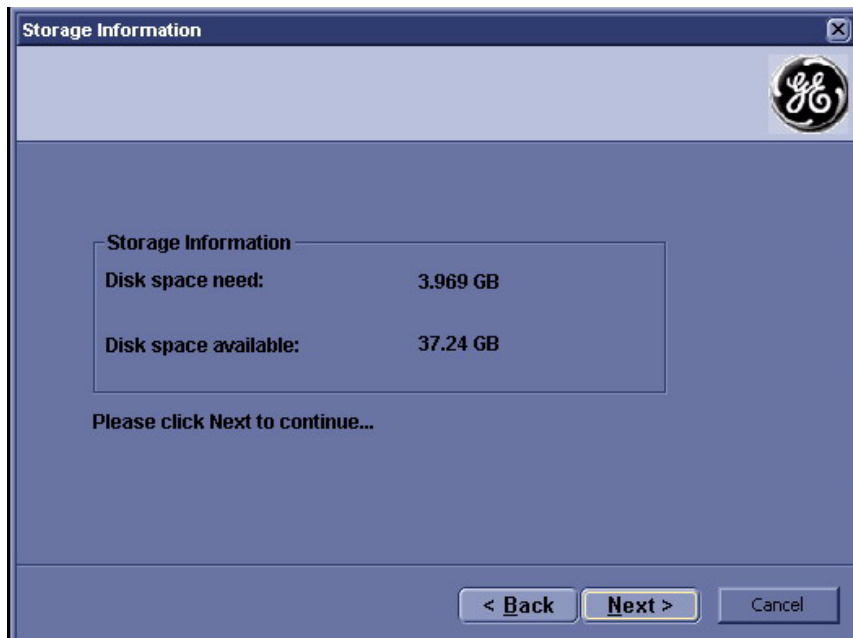 Storage Information
GE
Storage Information
Disk space need: 3.969 GB
Disk space available: 37.24 GB
Please click Next to continue...
< Back Next > Cancel